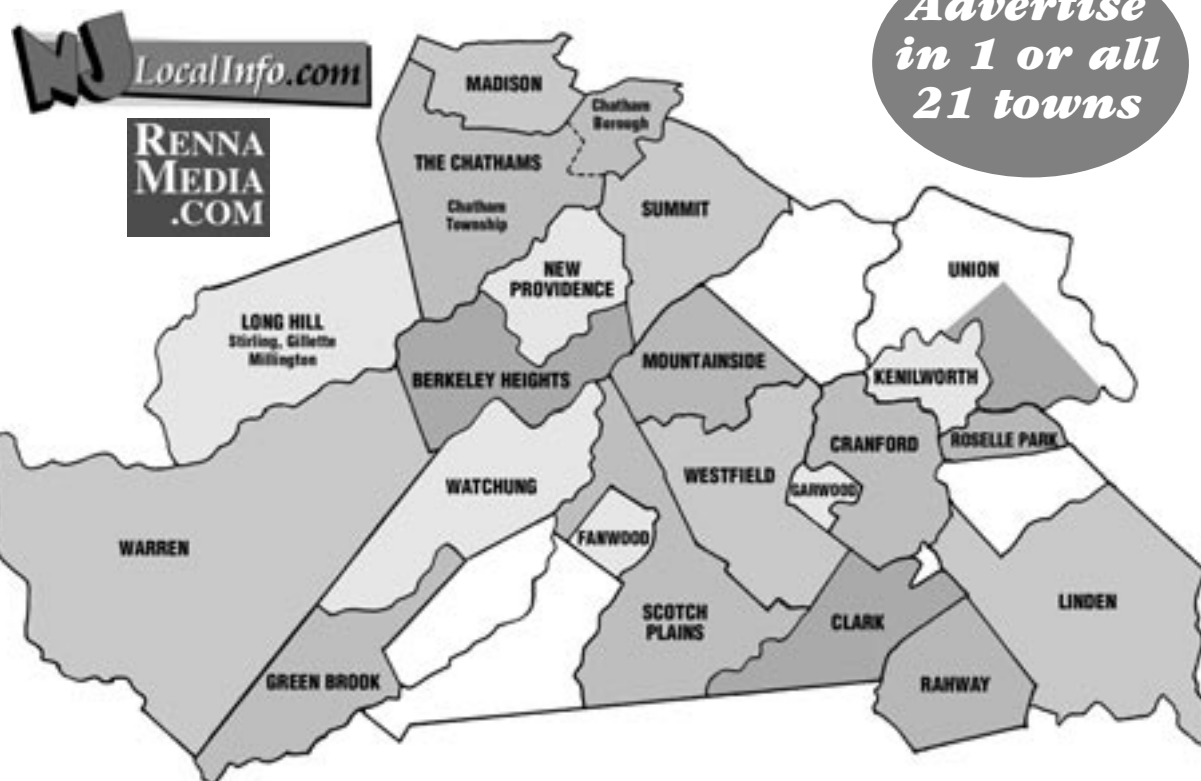 NJ LocalInfo.com
RENNA
MEDIA
.COM
Advertise
in 1 or all
21 towns
MADISON
Chatham
Borough
THE CHATHAMS
Chatham
Township
SUMMIT
NEW
PROVIDENCE
UNION
LONG HILL
Stirling, Gillette
Millington
BERKELEY HEIGHTS
MOUNTAINSIDE
KENILWORTH
CRANFORD
ROSELLE PARK
WATCHUNG
WESTFIELD
GARWOOD
WARREN
FANWOOD
SCOTCH
PLAINS
CLARK
LINDEN
GREEN BROOK
RAHWAY